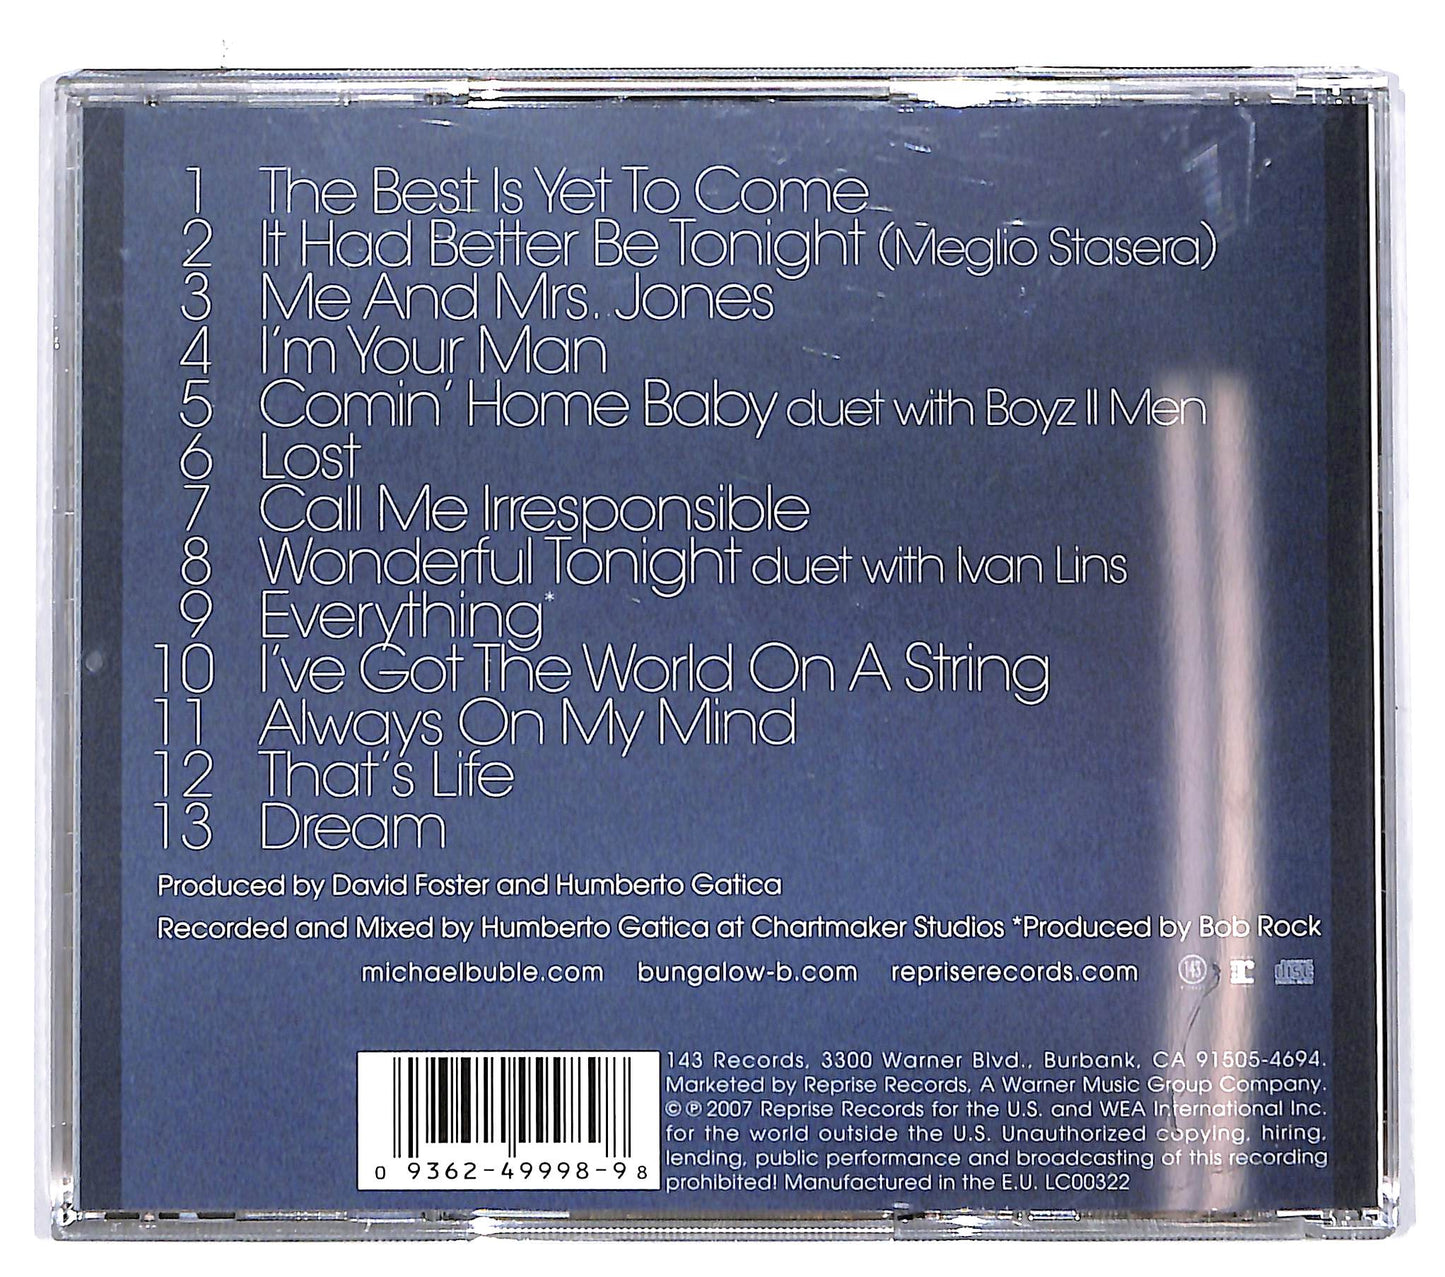 1 The Best Is Yet To Come
2 It Had Better Be Tonight (Meglio Stasera)
3 Me And Mrs. Jones
4 I'm Your Man
5 Comin' Home Baby duet with Boyz II Men
6 Lost
7 Call Me Irresponsible
8 Wonderful Tonight duet with Ivan Lins
9 Everything*
10 I've Got The World On A String
11 Always On My Mind
12 That's Life
13 Dream
Produced by David Foster and Humberto Gatica
Recorded and Mixed by Humberto Gatica at Chartmaker Studios *Produced by Bob Rock
michaelbuble.com bungalow-b.com repriserecords.com 143 r disc
0 9362-49998-9 8
143 Records, 3300 Warner Blvd., Burbank, CA 91505-4694.
Marketed by Reprise Records, A Warner Music Group Company.
© ℗ 2007 Reprise Records for the U.S. and WEA International Inc.
for the world outside the U.S. Unauthorized copying, hiring,
lending, public performance and broadcasting of this recording
prohibited! Manufactured in the E.U. LC00322